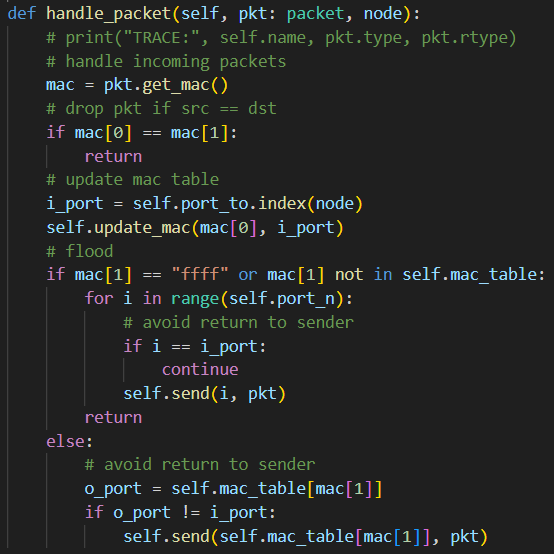 def handle_packet(self, pkt: packet, node):
    # print("TRACE:", self.name, pkt.type, pkt.rtype)
    # handle incoming packets
    mac = pkt.get_mac()
    # drop pkt if src == dst
    if mac[0] == mac[1]:
        return
    # update mac table
    i_port = self.port_to.index(node)
    self.update_mac(mac[0], i_port)
    # flood
    if mac[1] == "ffff" or mac[1] not in self.mac_table:
        for i in range(self.port_n):
            # avoid return to sender
            if i == i_port:
                continue
            self.send(i, pkt)
        return
    else:
        # avoid return to sender
        o_port = self.mac_table[mac[1]]
        if o_port != i_port:
            self.send(self.mac_table[mac[1]], pkt)